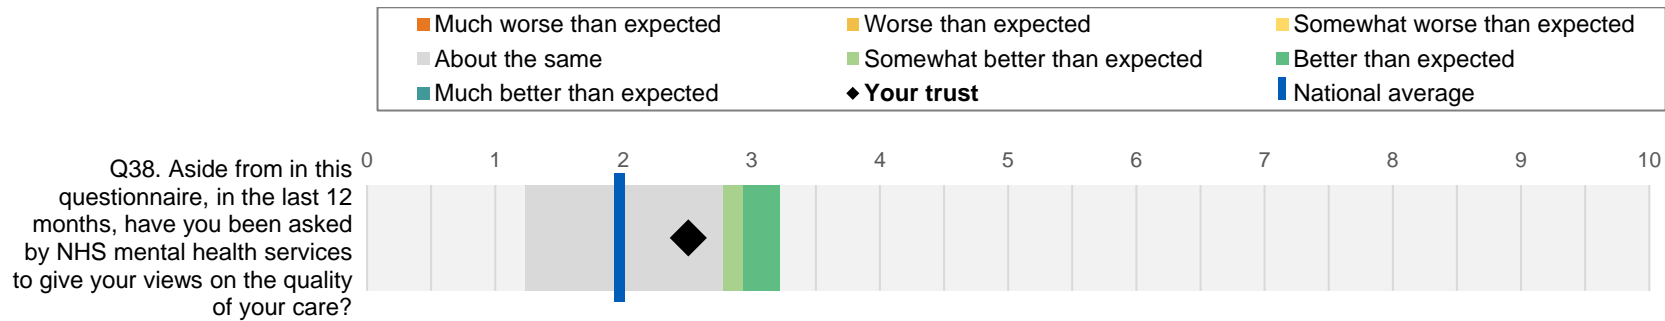 Much worse than expected
Worse than expected
Somewhat worse than expected
About the same
Somewhat better than expected
Better than expected
Much better than expected
Your trust
National average
0 1 2 3 4 5 6 7 8 9 10
Q38. Aside from in this
questionnaire, in the last 12
months, have you been asked
by NHS mental health services
to give your views on the quality
of your care?